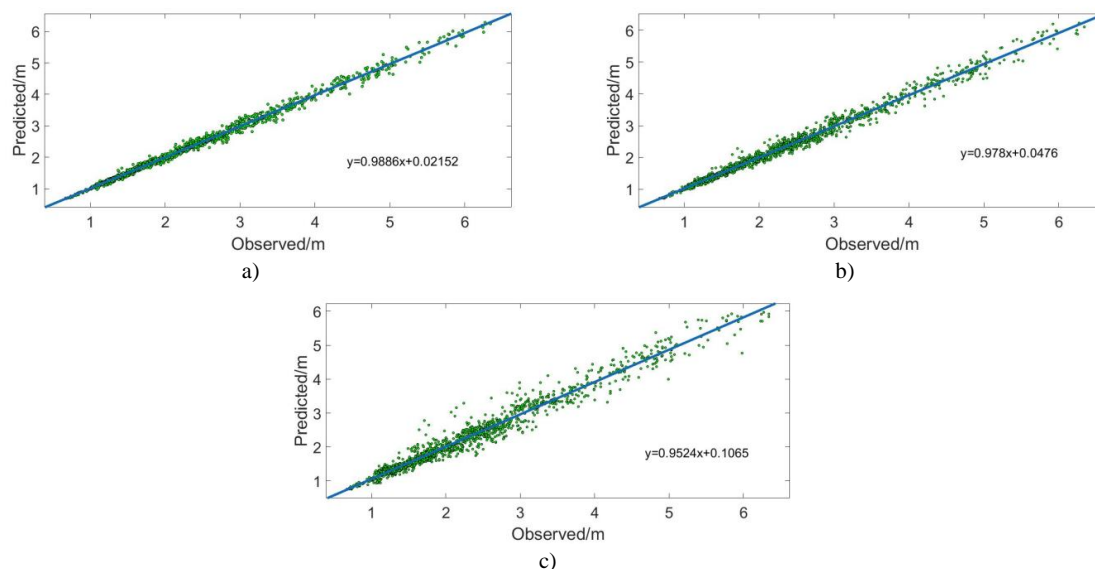 6
5
4
3
2
1
Predicted/m
y=0.9886x+0.02152
1 2 3 4 5 6
Observed/m
a)
6
5
4
3
2
1
Predicted/m
y=0.978x+0.0476
1 2 3 4 5 6
Observed/m
b)
6
5
4
3
2
1
Predicted/m
y=0.9524x+0.1065
1 2 3 4 5 6
Observed/m
c)